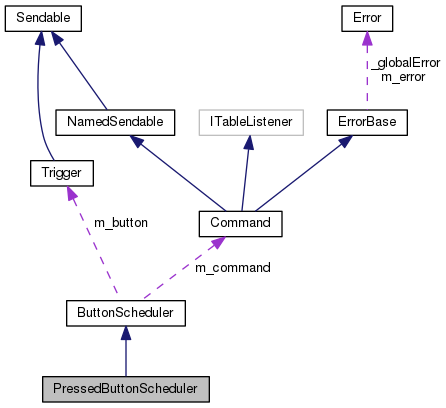 Sendable
Error
_globalError
m_error
NamedSendable
ITableListener
ErrorBase
Trigger
m_button
Command
m_command
ButtonScheduler
PressedButtonScheduler